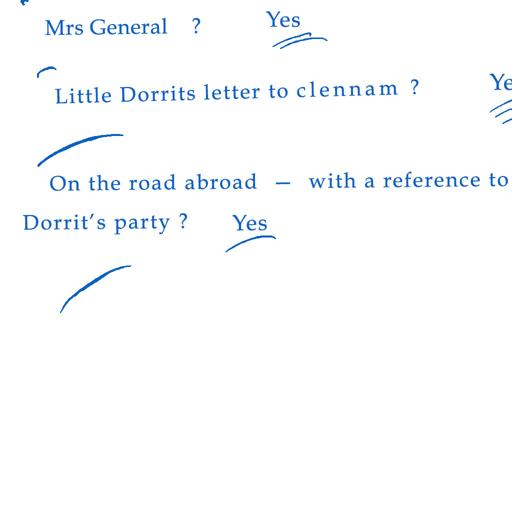 Mrs General ? Yes
Little Dorrits letter to clennam ? Ye
On the road abroad — with a reference to
Dorrit's party ? Yes